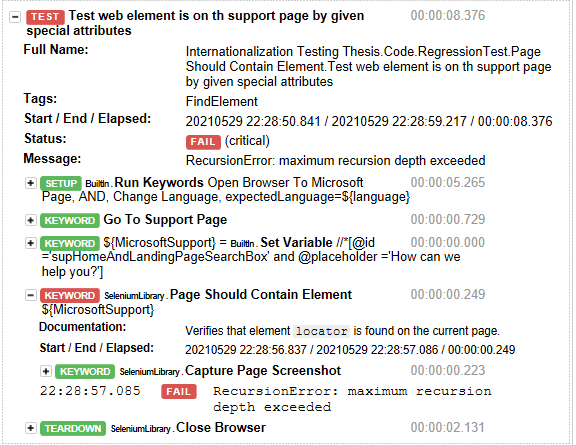 TEST Test web element is on th support page by given 00:00:08.376
special attributes
Full Name: Internationalization Testing Thesis.Code.RegressionTest.Page
Should Contain Element.Test web element is on th support page
by given special attributes
Tags: FindElement
Start / End / Elapsed: 20210529 22:28:50.841 / 20210529 22:28:59.217 / 00:00:08.376
Status: FAIL (critical)
Message: RecursionError: maximum recursion depth exceeded
SETUP BuiltIn.Run Keywords Open Browser To Microsoft 00:00:05.265
Page, AND, Change Language, expectedLanguage=${language}
KEYWORD Go To Support Page 00:00:00.729
KEYWORD ${MicrosoftSupport} = BuiltIn.Set Variable //*[@id 00:00:00.000
='supHomeAndLandingPageSearchBox' and @placeholder ='How can we
help you?']
KEYWORD SeleniumLibrary.Page Should Contain Element 00:00:00.249
${MicrosoftSupport}
Documentation: Verifies that element locator is found on the current page.
Start / End / Elapsed: 20210529 22:28:56.837 / 20210529 22:28:57.086 / 00:00:00.249
KEYWORD SeleniumLibrary.Capture Page Screenshot 00:00:00.223
22:28:57.085 FAIL RecursionError: maximum recursion
depth exceeded
TEARDOWN SeleniumLibrary.Close Browser 00:00:02.131